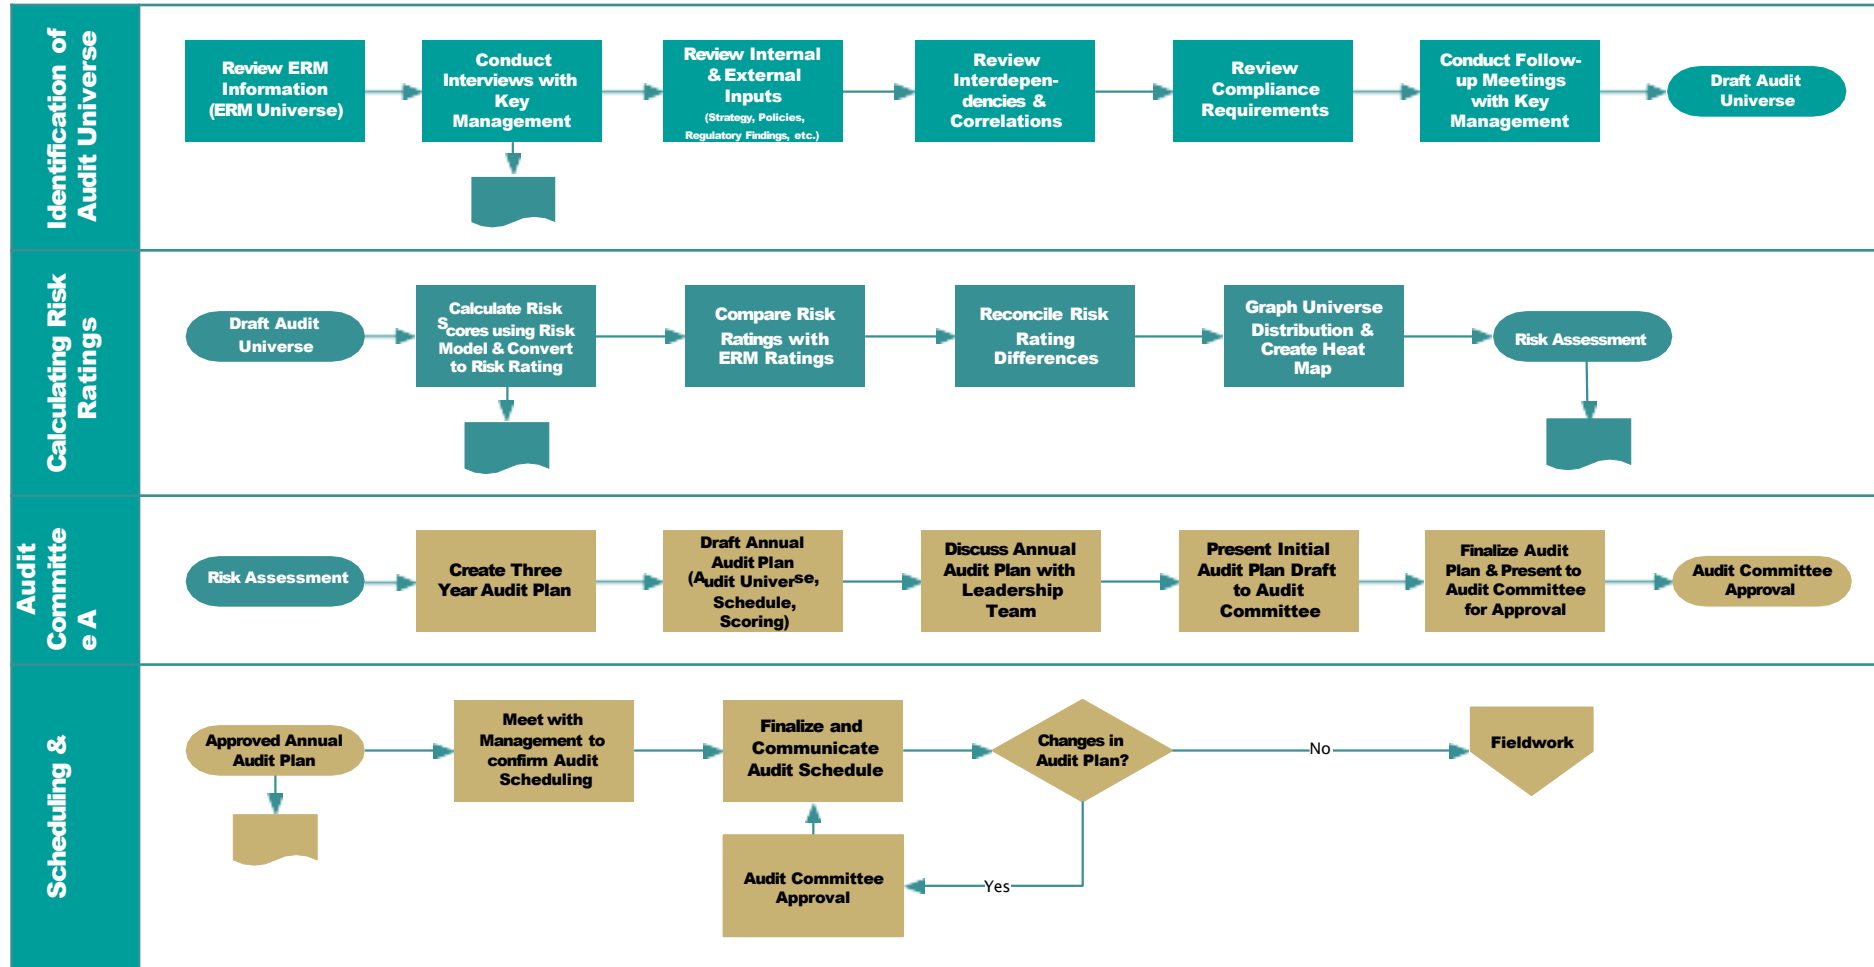 Identification of
Audit Universe
Review ERM
Information
(ERM Universe)
Conduct
Interviews with
Key
Management
Review Internal
& External
Inputs
(Strategy, Policies,
Regulatory Findings, etc.)
Review
Interdepen-
dencies &
Correlations
Review
Compliance
Requirements
Conduct Follow-
up Meetings
with Key
Management
Draft Audit
Universe
Calculating Risk
Ratings
Draft Audit
Universe
Calculate Risk
Scores using Risk
Model & Convert
to Risk Rating
Compare Risk
Ratings with
ERM Ratings
Reconcile Risk
Rating
Differences
Graph Universe
Distribution &
Create Heat
Map
Risk Assessment
Audit
Committe
e A
Risk Assessment
Create Three
Year Audit Plan
Draft Annual
Audit Plan
(Audit Universe,
Schedule,
Scoring)
Discuss Annual
Audit Plan with
Leadership
Team
Present Initial
Audit Plan Draft
to Audit
Committee
Finalize Audit
Plan & Present to
Audit Committee
for Approval
Audit Committee
Approval
Scheduling &
Approved Annual
Audit Plan
Meet with
Management to
confirm Audit
Scheduling
Finalize and
Communicate
Audit Schedule
Changes in
Audit Plan?
No
Fieldwork
Audit Committee
Approval
Yes